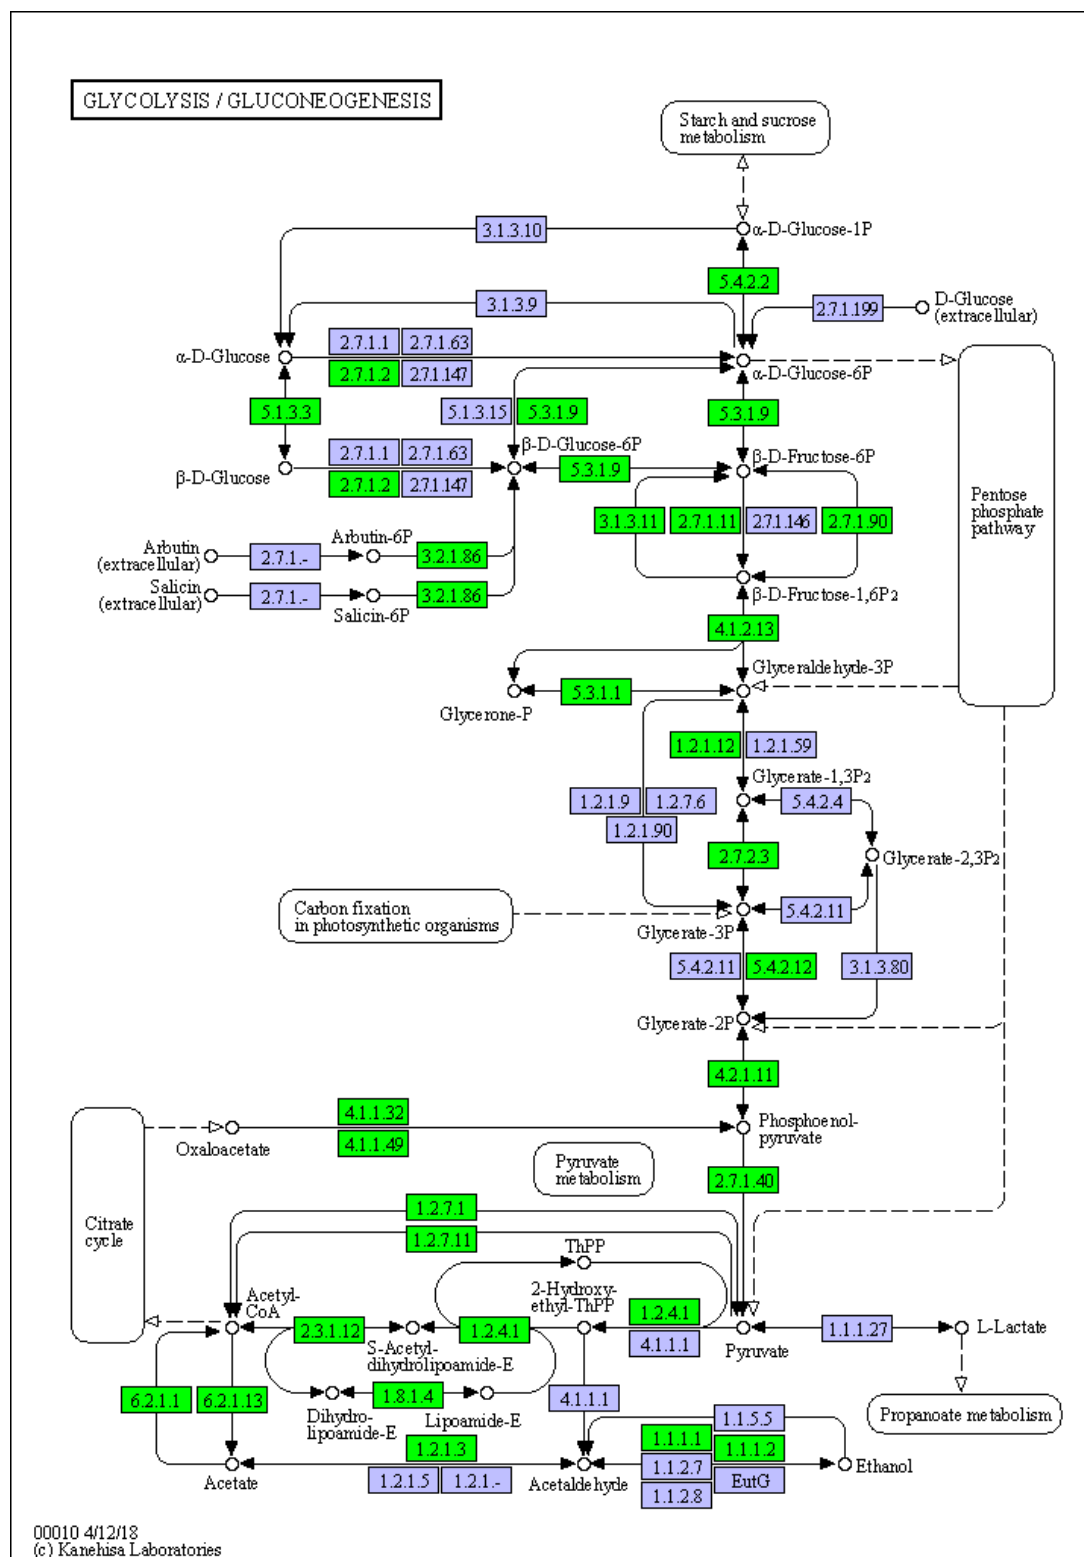 GLYCOLYSIS / GLUCONEOGENESIS
Starch and sucrose
metabolism
3.1.3.10
α-D-Glucose-1P
5.4.2.2
3.1.3.9
2.7.1.199
D-Glucose
(extracellular)
2.7.1.1
2.7.1.63
α-D-Glucose
2.7.1.2
2.7.1.147
α-D-Glucose-6P
5.1.3.3
5.1.3.15
5.3.1.9
5.3.1.9
2.7.1.1
2.7.1.63
β-D-Glucose-6P
β-D-Fructose-6P
β-D-Glucose
2.7.1.2
2.7.1.147
5.3.1.9
Pentose
phosphate
pathway
3.1.3.11
2.7.1.11
2.7.1.146
2.7.1.90
Arbutin
(extracellular)
2.7.1.-
Arbutin-6P
3.2.1.86
Salicin
(extracellular)
2.7.1.-
Salicin-6P
3.2.1.86
β-D-Fructose-1,6P2
4.1.2.13
Glyceraldehyde-3P
Glycerone-P
5.3.1.1
1.2.1.12
1.2.1.59
Glycerate-1,3P2
1.2.1.9
1.2.7.6
5.4.2.4
1.2.1.90
2.7.2.3
Glycerate-2,3P2
Carbon fixation
in photosynthetic organisms
5.4.2.11
Glycerate-3P
5.4.2.11
5.4.2.12
3.1.3.80
Glycerate-2P
4.2.1.11
4.1.1.32
Oxaloacetate
4.1.1.49
Phosphoenol-
pyruvate
Pyruvate
metabolism
2.7.1.40
Citrate
cycle
1.2.7.1
1.2.7.11
ThPP
Acetyl-
CoA
2-Hydroxy-
ethyl-ThPP
2.3.1.12
1.2.4.1
1.2.4.1
4.1.1.1
Pyruvate
1.1.1.27
L-Lactate
S-Acetyl-
dihydrolipoamide-E
6.2.1.1
6.2.1.13
1.8.1.4
4.1.1.1
Dihydro-
lipoamide-E
Lipoamide-E
Propanoate metabolism
1.1.5.5
1.2.1.3
1.1.1.1
1.1.1.2
Acetate
1.2.1.5
1.2.1.-
Acetaldehyde
1.1.2.7
EutG
Ethanol
1.1.2.8
00010 4/12/18
(c) Kanehisa Laboratories